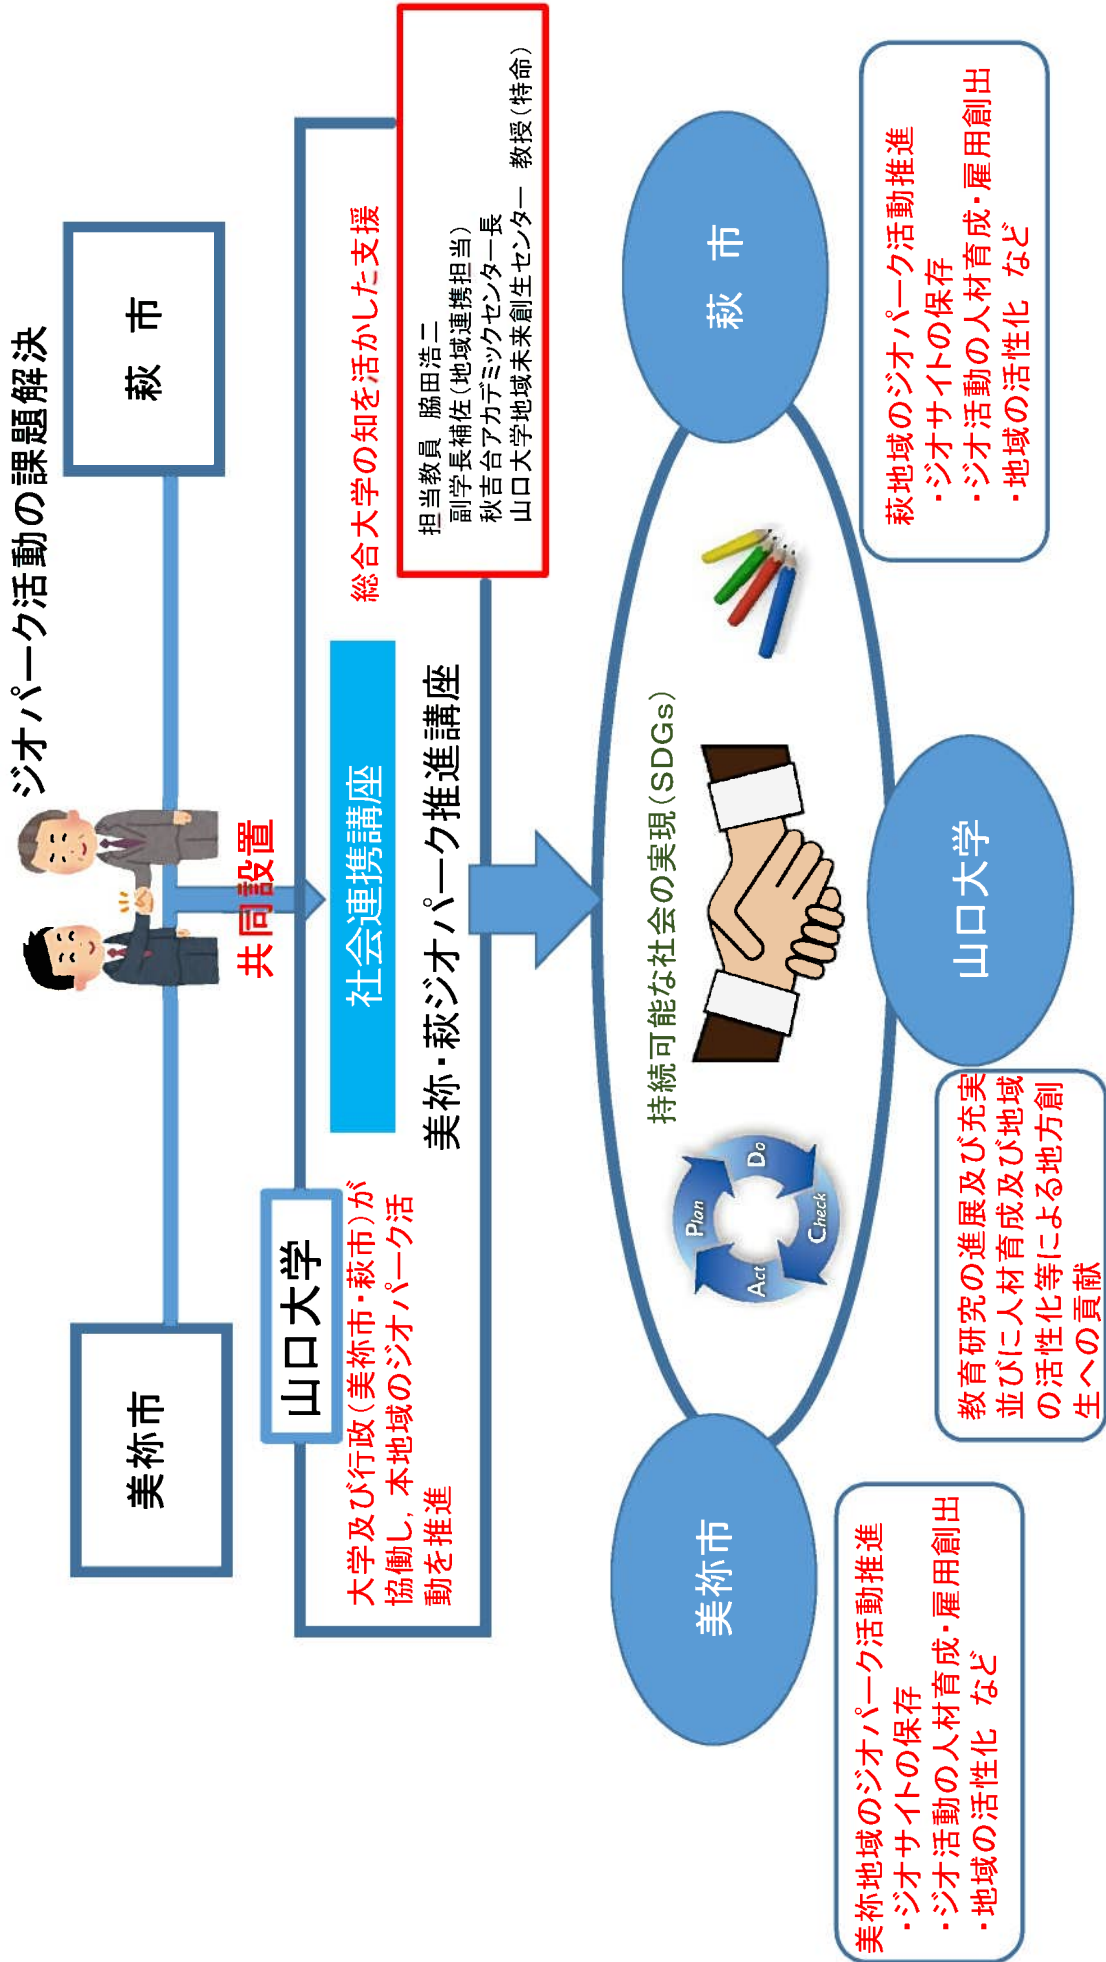 ジオパーク活動の課題解決
美祢市
萩　市
共同設置
山口大学
大学及び行政（美祢市・萩市）が
協働し，本地域のジオパーク活
動を推進
社会連携講座
美祢・萩ジオパーク推進講座
総合大学の知を活かした支援
担当教員　脇田浩二
副学長補佐（地域連携担当）
秋吉台アカデミックセンター長
山口大学地域未来創生センター　教授（特命）
持続可能な社会の実現（SDGs）
Plan
Do
Check
Act
美祢市
萩　市
山口大学
美祢地域のジオパーク活動推進
・ジオサイトの保存
・ジオ活動の人材育成・雇用創出
・地域の活性化　など
教育研究の進展及び充実
並びに人材育成及び地域
の活性化等による地方創
生への貢献
萩地域のジオパーク活動推進
・ジオサイトの保存
・ジオ活動の人材育成・雇用創出
・地域の活性化　など